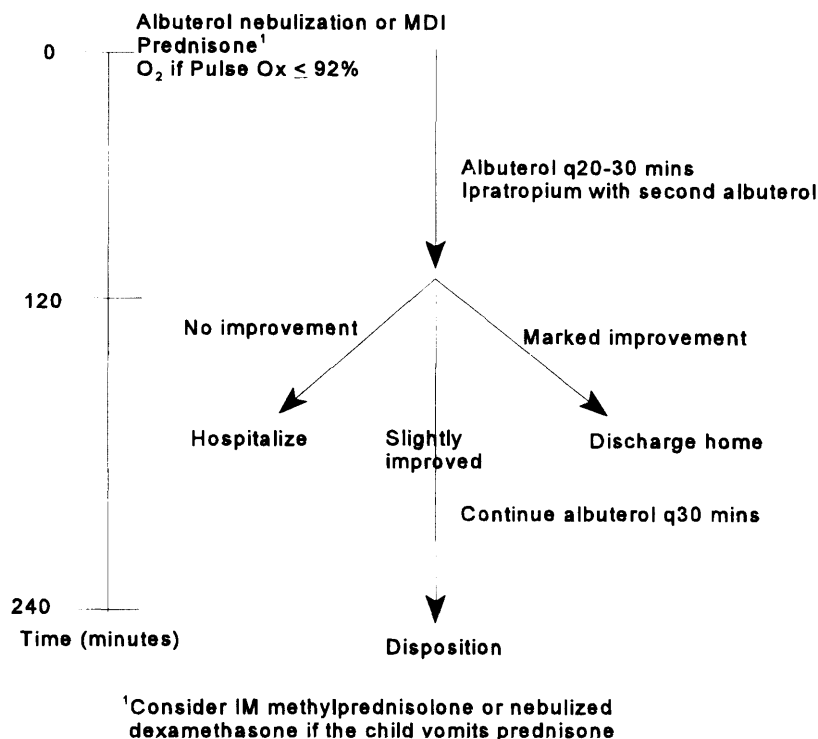 Albuterol nebulization or MDI
Prednisone¹
O₂ if Pulse Ox ≤ 92%
0
Albuterol q20-30 mins
Ipratropium with second albuterol
120
No improvement
Marked improvement
Hospitalize
Slightly
improved
Discharge home
Continue albuterol q30 mins
240
Time (minutes)
Disposition
¹Consider IM methylprednisolone or nebulized
dexamethasone if the child vomits prednisone